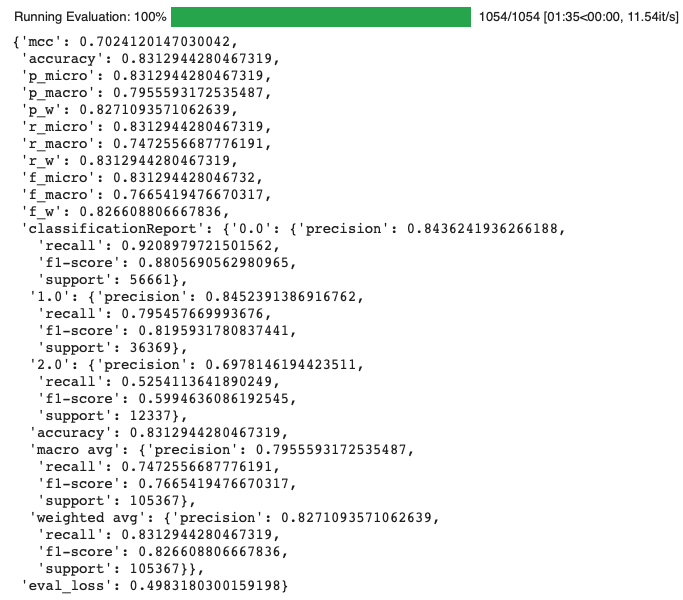 Running Evaluation: 100% 1054/1054 [01:35<00:00, 11.54it/s]
{'mcc': 0.7024120147030042,
'accuracy': 0.8312944280467319,
'p_micro': 0.8312944280467319,
'p_macro': 0.7955593172535487,
'p_w': 0.8271093571062639,
'r_micro': 0.8312944280467319,
'r_macro': 0.7472556687776191,
'r_w': 0.8312944280467319,
'f_micro': 0.831294428046732,
'f_macro': 0.7665419476670317,
'f_w': 0.826608806667836,
'classificationReport': {'0.0': {'precision': 0.8436241936266188,
'recall': 0.9208979721501562,
'f1-score': 0.8805690562980965,
'support': 56661},
'1.0': {'precision': 0.8452391386916762,
'recall': 0.795457669993676,
'f1-score': 0.8195931780837441,
'support': 36369},
'2.0': {'precision': 0.6978146194423511,
'recall': 0.5254113641890249,
'f1-score': 0.5994636086192545,
'support': 12337},
'accuracy': 0.8312944280467319,
'macro avg': {'precision': 0.7955593172535487,
'recall': 0.7472556687776191,
'f1-score': 0.7665419476670317,
'support': 105367},
'weighted avg': {'precision': 0.8271093571062639,
'recall': 0.8312944280467319,
'f1-score': 0.826608806667836,
'support': 105367}},
'eval_loss': 0.4983180300159198}